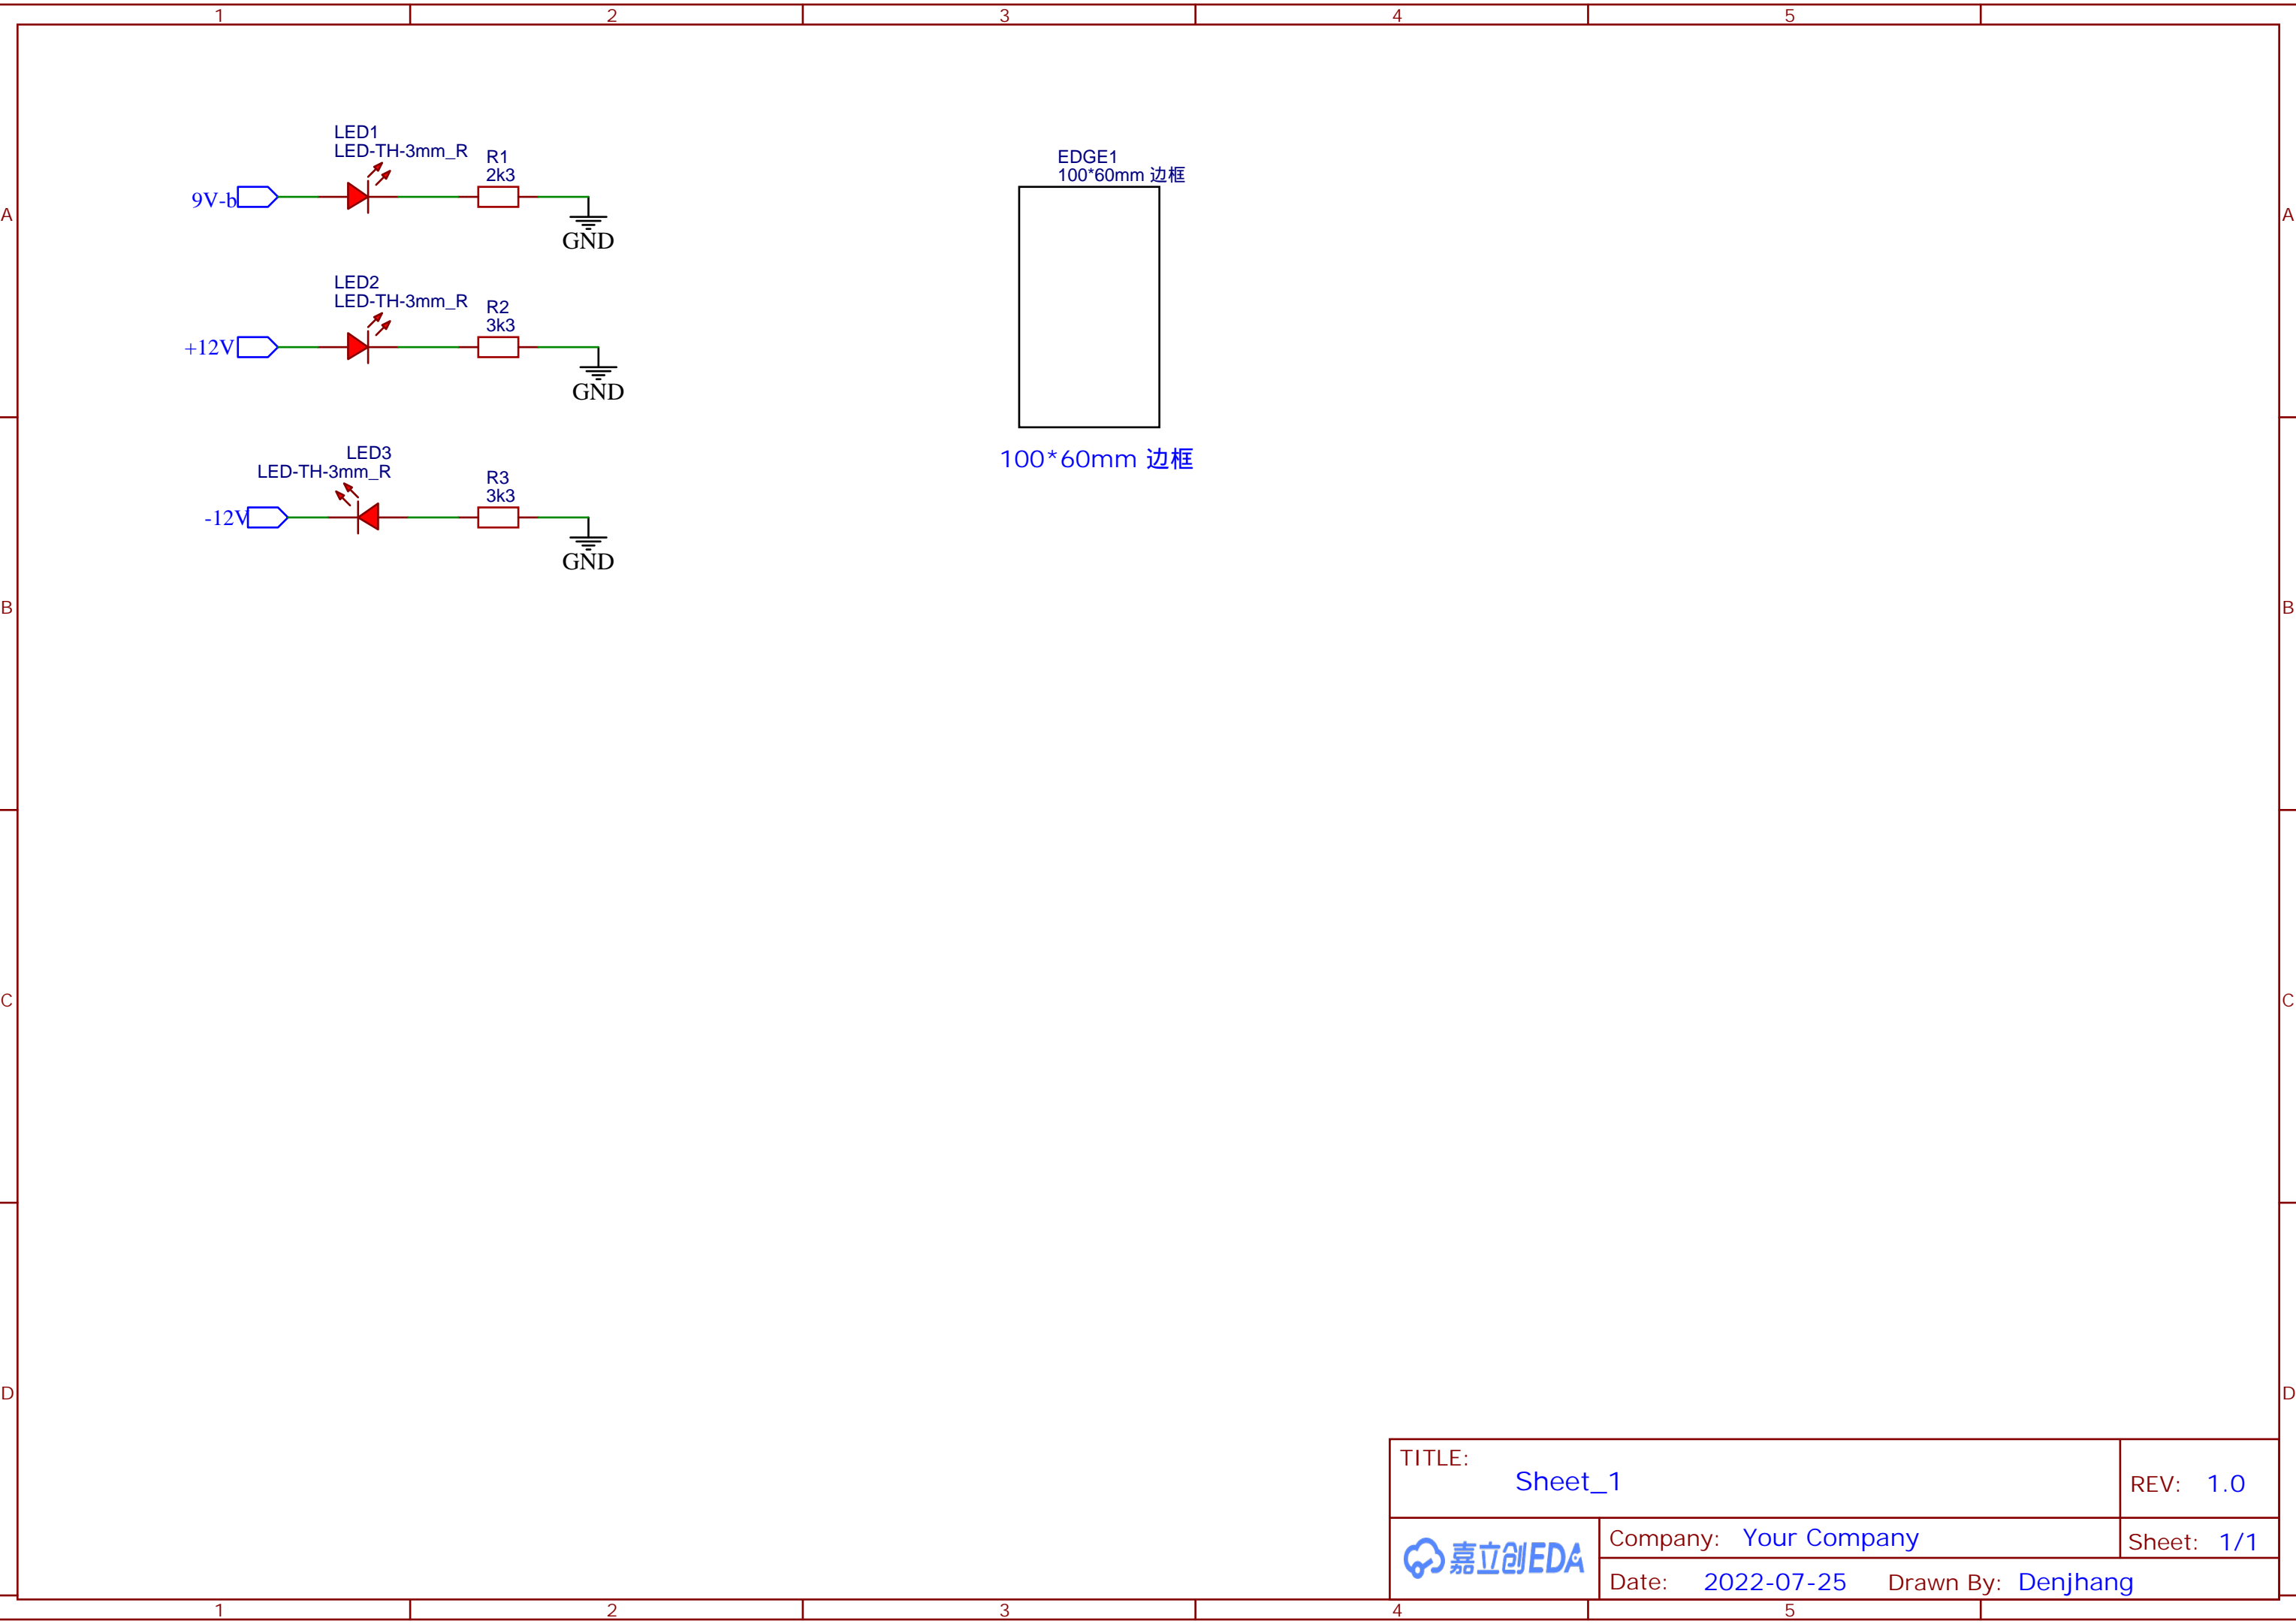 1 2 3 4 5
A A
B B
C C
D D
LED1
LED-TH-3mm_R
R1
2k3
9V-b
GND
LED2
LED-TH-3mm_R
R2
3k3
+12V
GND
LED3
LED-TH-3mm_R
R3
3k3
-12V
GND
EDGE1
100*60mm 边框
100*60mm 边框
TITLE:
Sheet_1
REV: 1.0
嘉立创EDA
Company: Your Company
Sheet: 1/1
Date: 2022-07-25 Drawn By: Denjhang
1 2 3 4 5